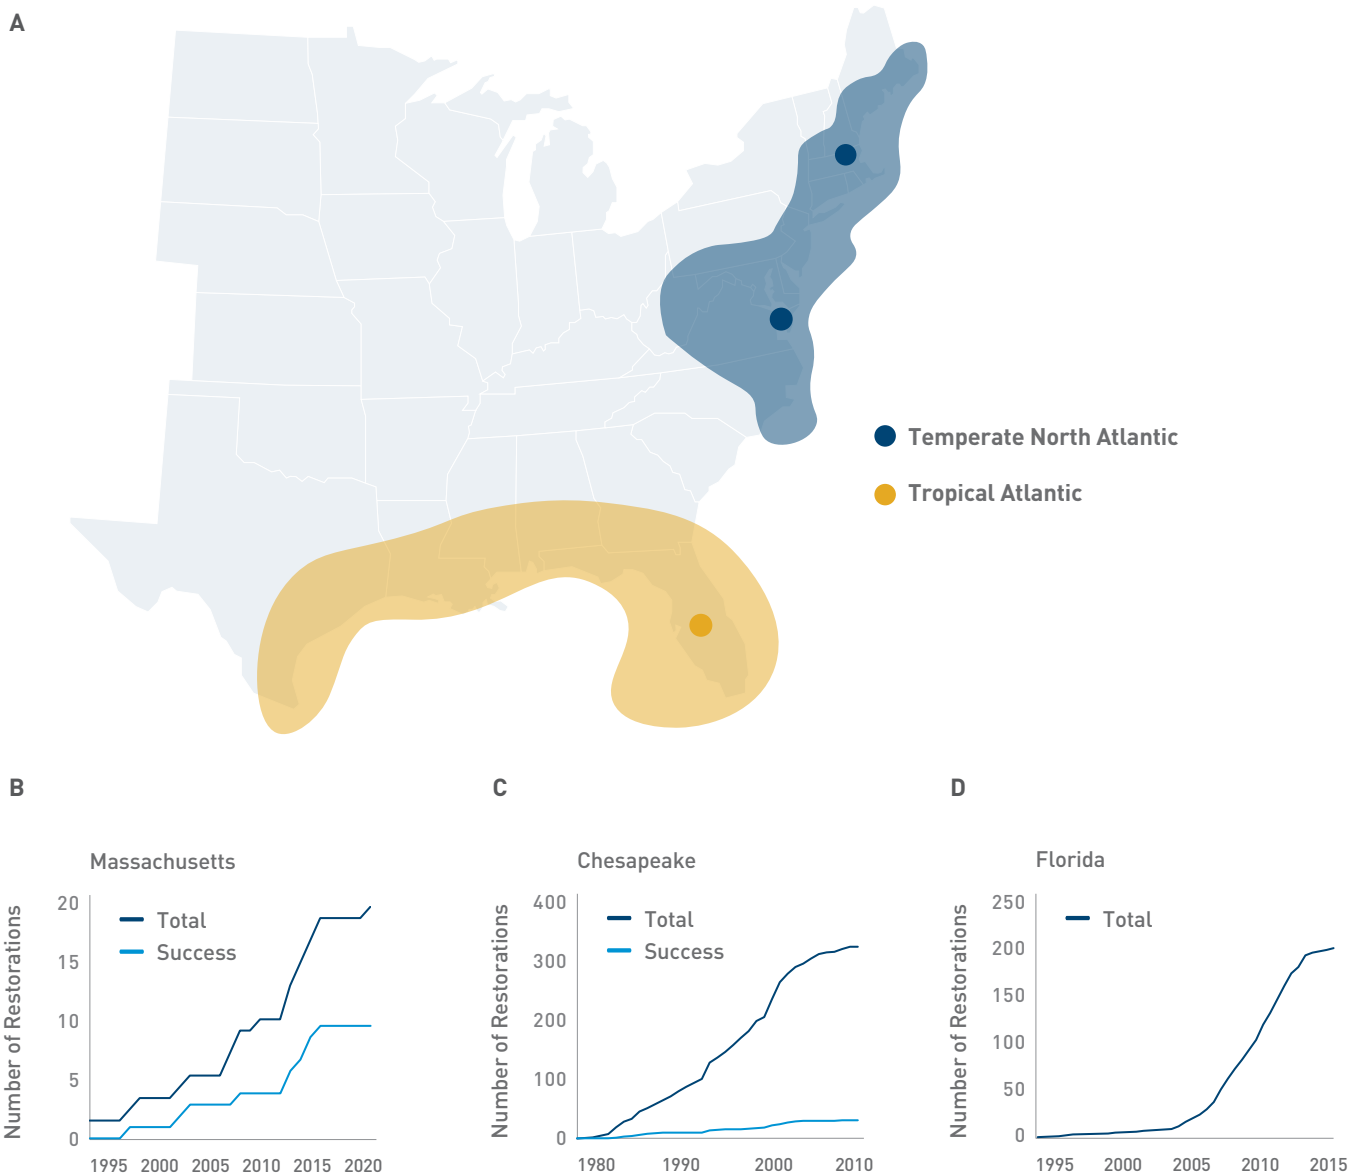 A
Temperate North Atlantic
Tropical Atlantic
B
C
D
Massachusetts
Number of Restorations
20
15
10
5
0
Total
Success
1995 2000 2005 2010 2015 2020
Chesapeake
Number of Restorations
400
300
200
100
0
Total
Success
1980 1990 2000 2010
Florida
Number of Restorations
250
200
150
100
50
0
Total
1995 2000 2005 2010 2015